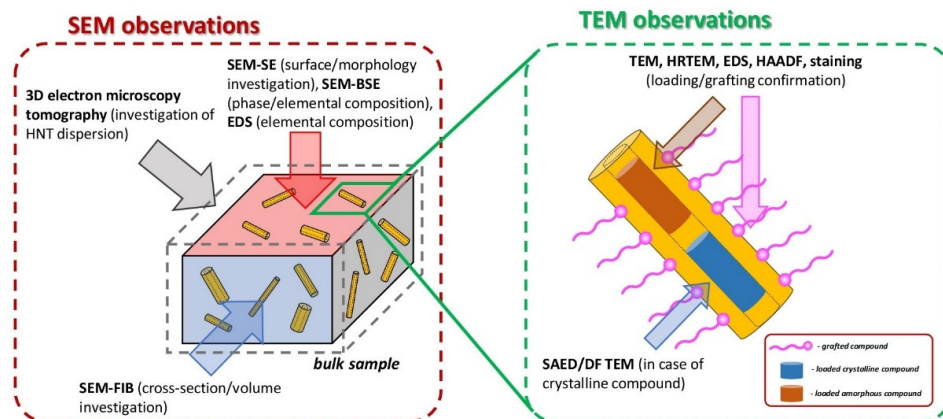 SEM observations
3D electron microscopy
tomography (investigation of
HNT dispersion)
SEM-SE (surface/morphology
investigation), SEM-BSE
(phase/elemental composition),
EDS (elemental composition)
bulk sample
SEM-FIB (cross-section/volume
investigation)
TEM observations
TEM, HRTEM, EDS, HAADF, staining
(loading/grafting confirmation)
SAED/DF TEM (in case of
crystalline compound)
- grafted compound
- loaded crystalline compound
- loaded amorphous compound